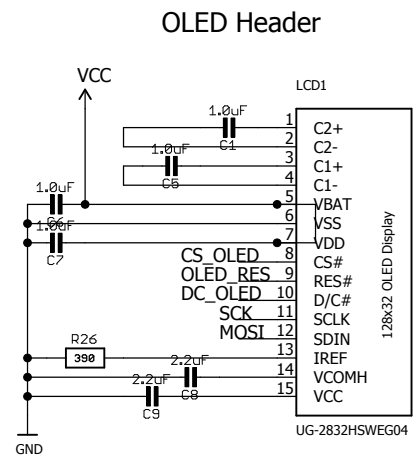 OLED Header
VCC
LCD1
1.0uF
C1
1 C2+
2 C2-
1.0uF
C5
3 C1+
4 C1-
1.0uF
C6
5 VBAT
6 VSS
1.0uF
C7
7 VDD
CS_OLED 8 CS#
OLED_RES 9 RES#
DC_OLED 10 D/C#
SCK 11 SCLK
MOSI 12 SDIN
R26
390
13 IREF
2.2uF
C8
14 VCOMH
2.2uF
C9
15 VCC
128x32 OLED Display
UG-2832HSWEG04
GND